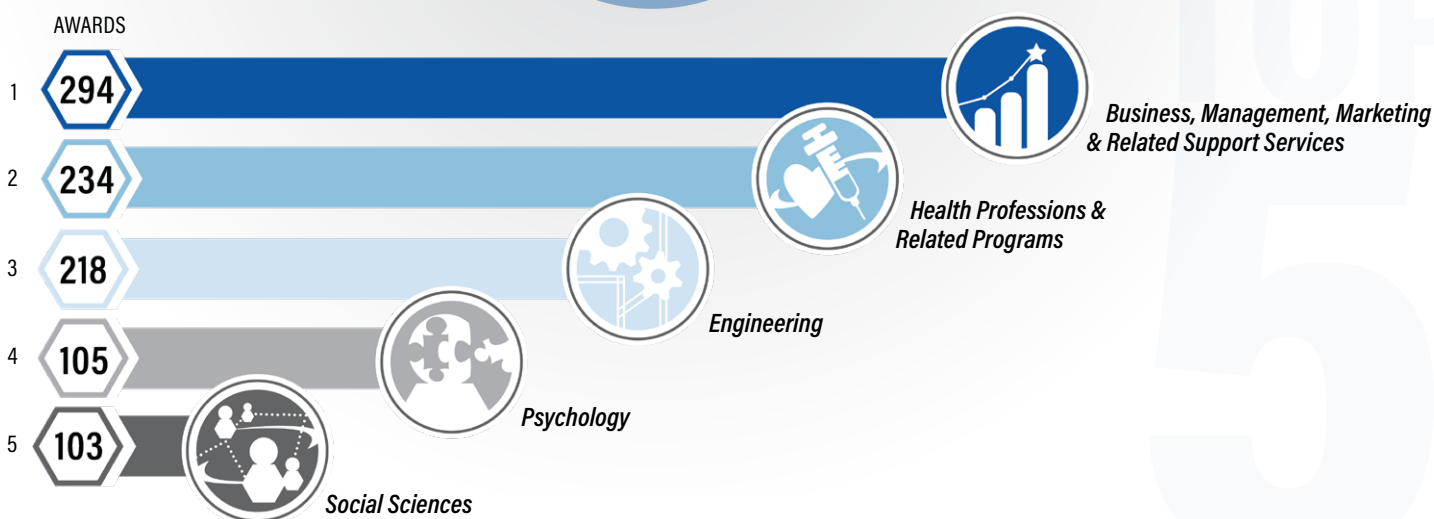 AWARDS
1
294
Business, Management, Marketing
& Related Support Services
2
234
Health Professions &
Related Programs
3
218
Engineering
4
105
Psychology
5
103
Social Sciences
5